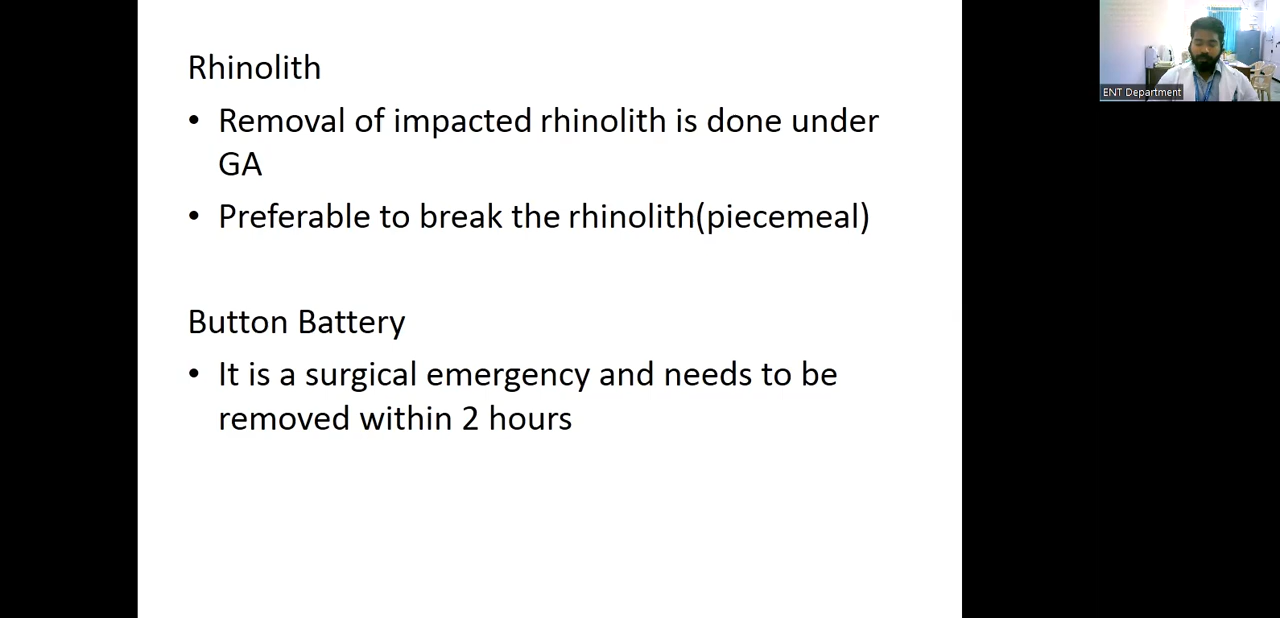 Rhinolith
• Removal of impacted rhinolith is done under
GA
• Preferable to break the rhinolith(piecemeal)
Button Battery
• It is a surgical emergency and needs to be
removed within 2 hours
ENT Department